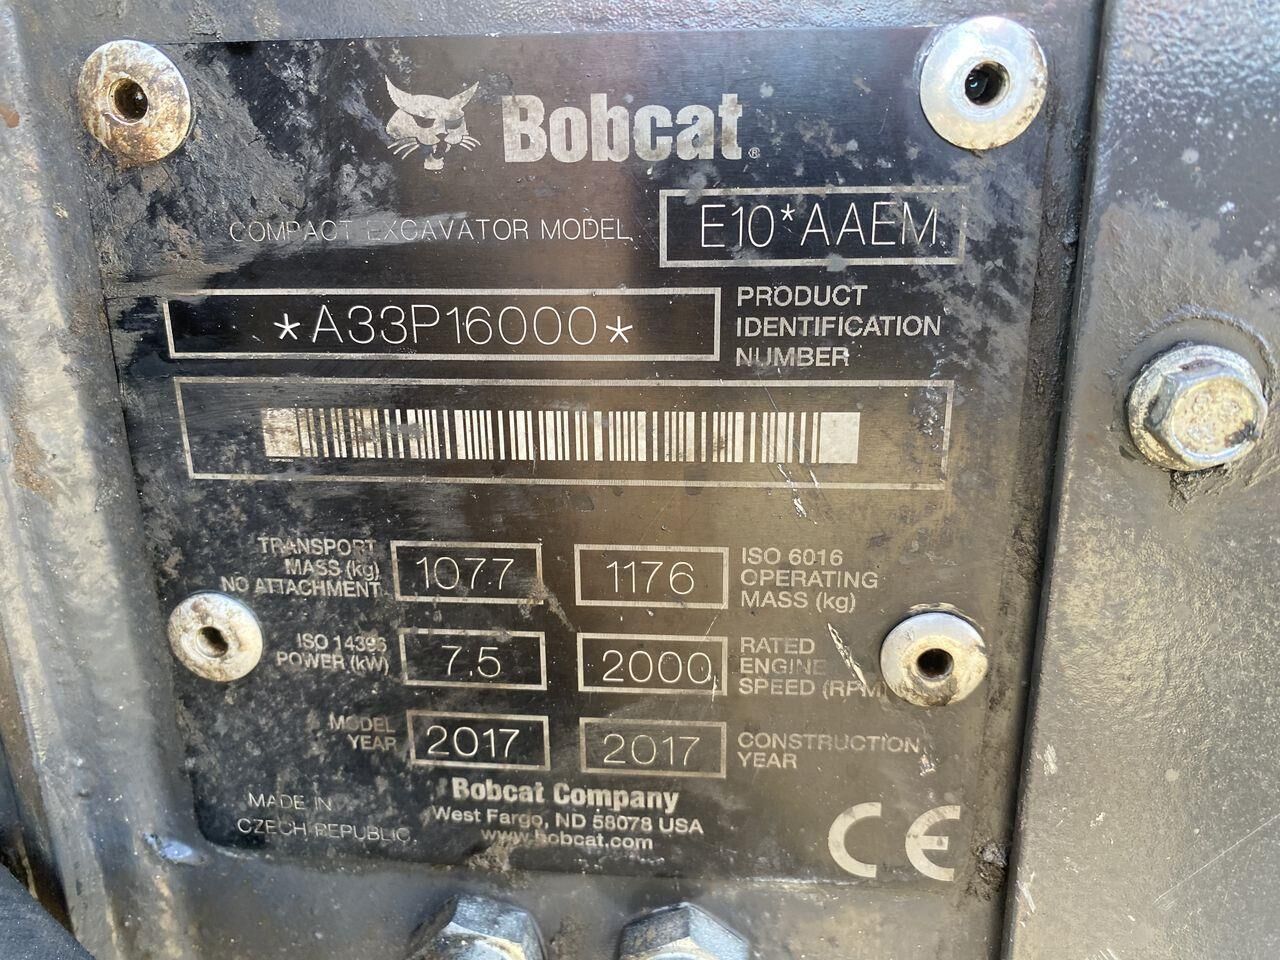 Bobcat®
COMPACT EXCAVATOR MODEL E10*AAEM
*A33P16000* PRODUCT
IDENTIFICATION
NUMBER
TRANSPORT
MASS (kg)
NO ATTACHMENT 1077
1176 ISO 6016
OPERATING
MASS (kg)
ISO 14396
POWER (kW) 7.5
2000 RATED
ENGINE
SPEED (RPM)
MODEL
YEAR 2017
2017 CONSTRUCTION
YEAR
MADE IN
CZECH REPUBLIC
Bobcat Company
West Fargo, ND 58078 USA
www.bobcat.com
CE